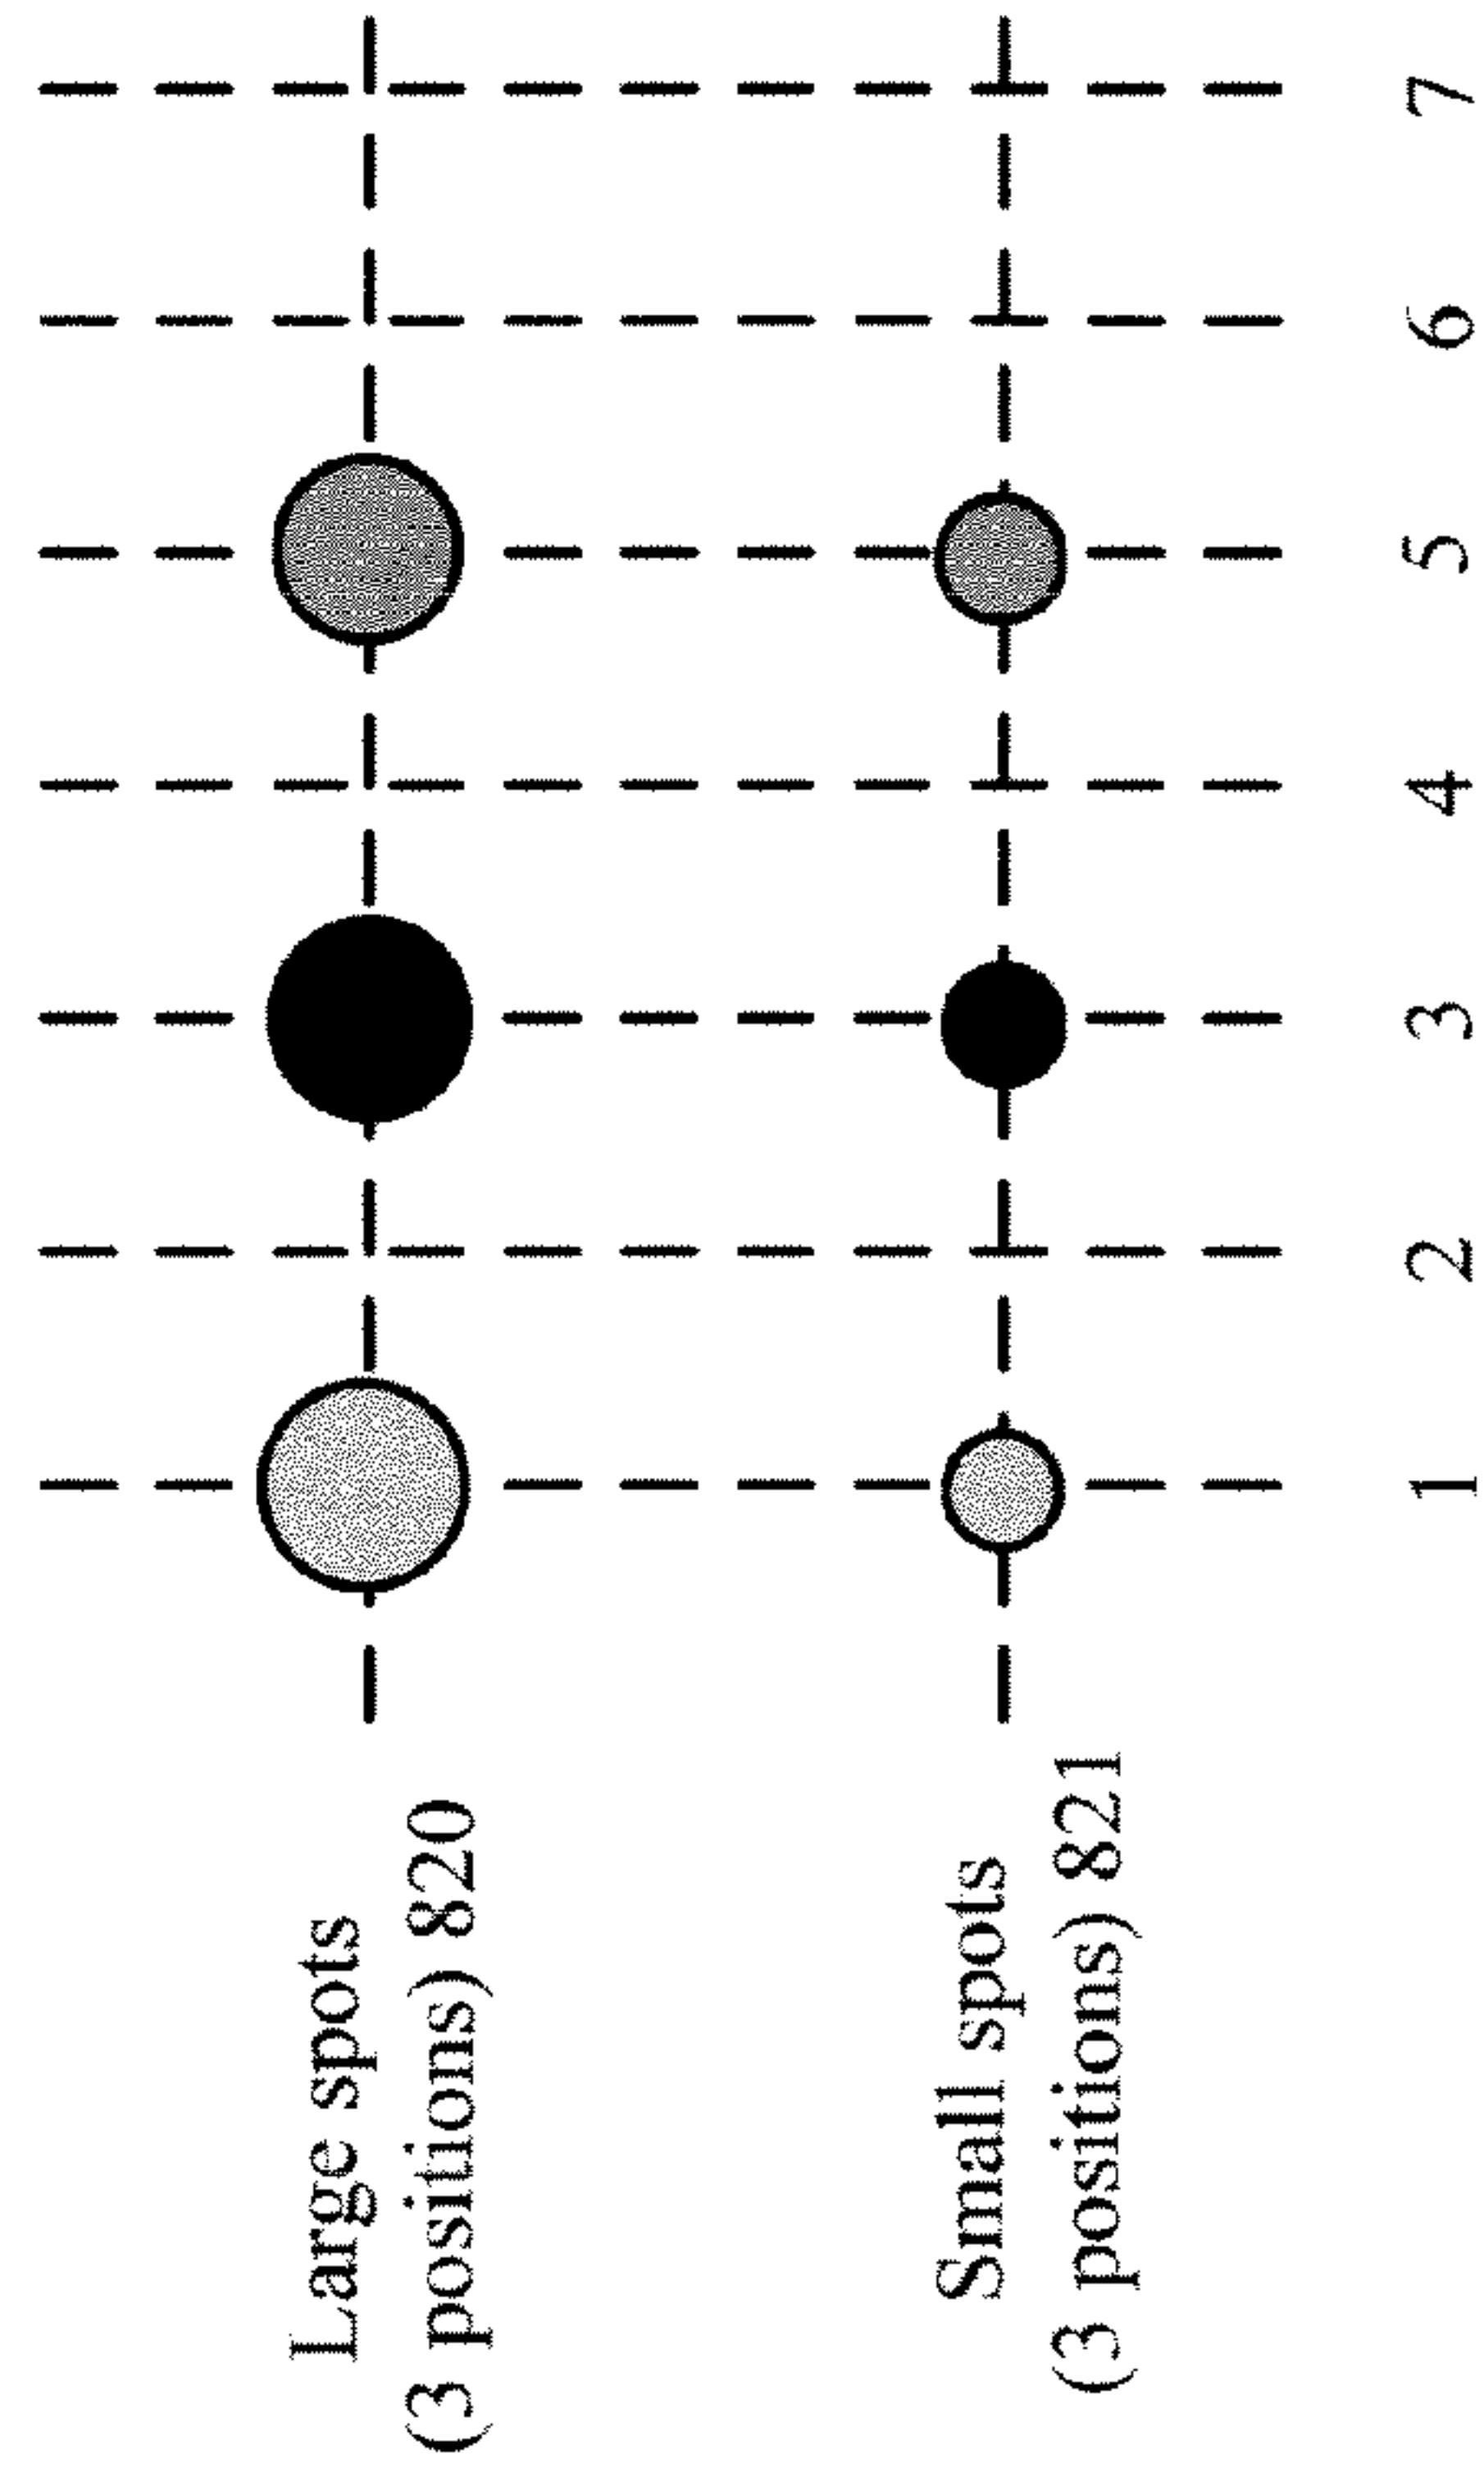 Large spots
(3 positions) 820
Small spots
(3 positions) 821
1 2 3 4 5 6 7